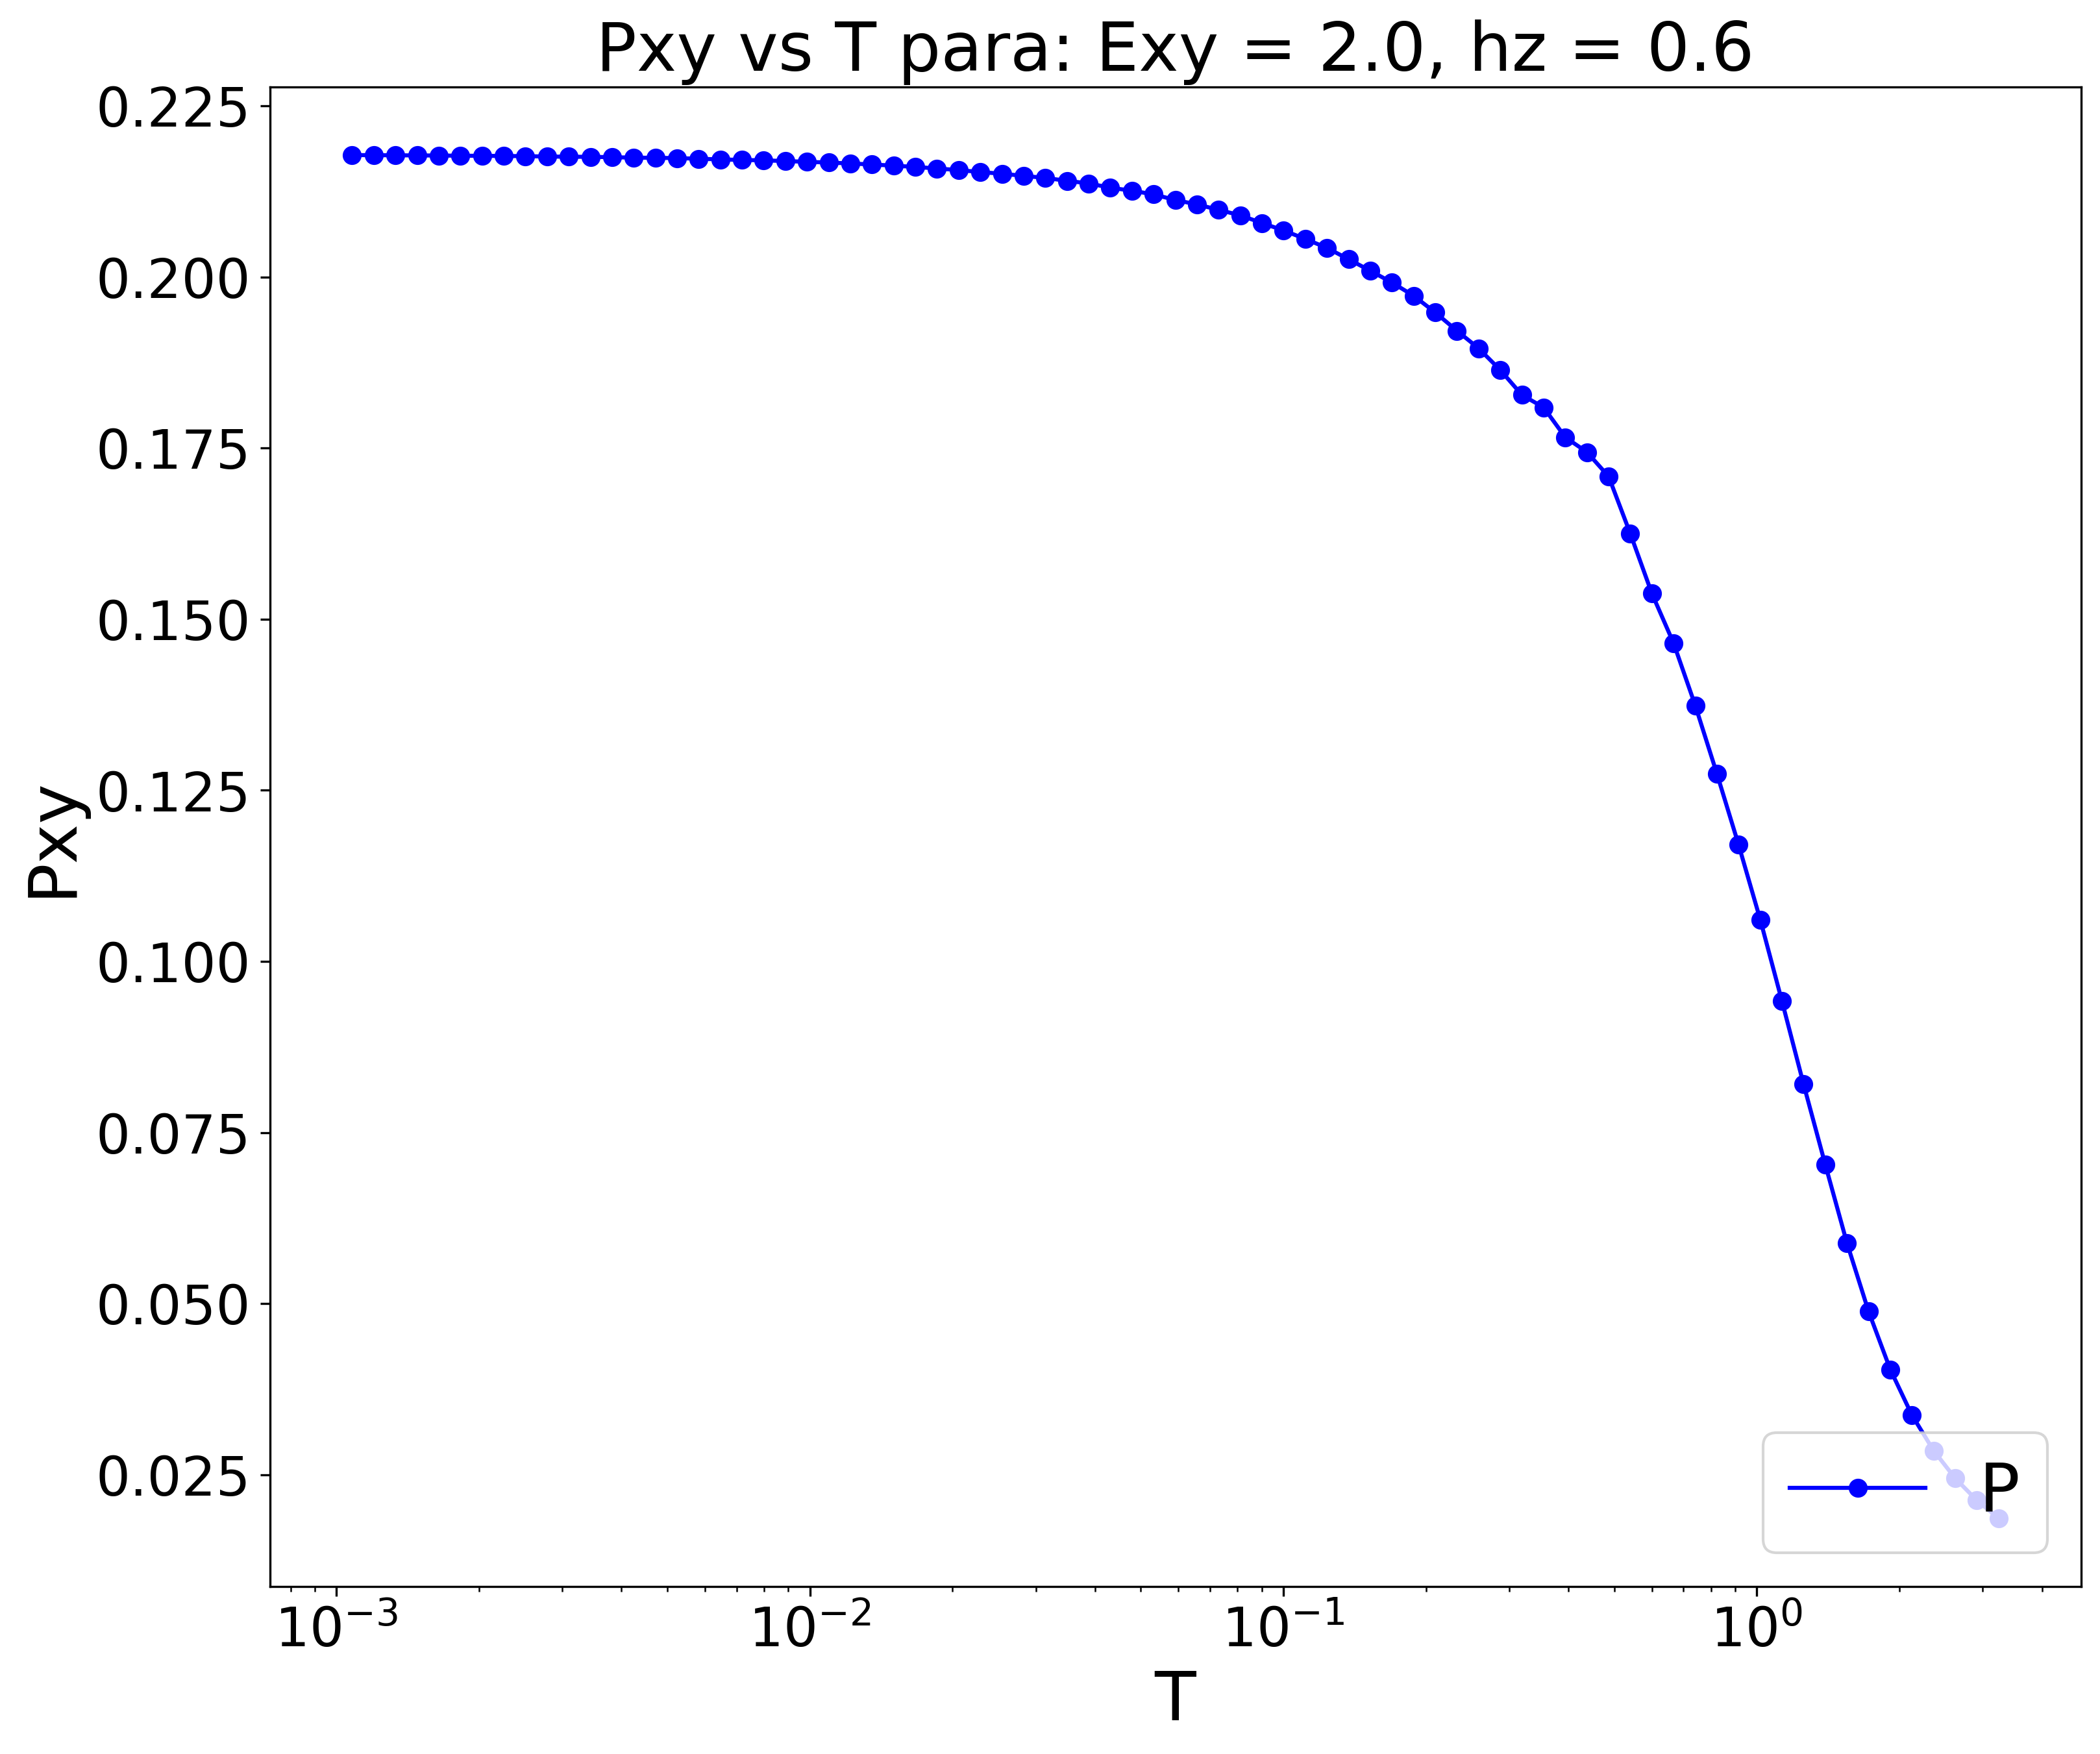 Pxy vs T para: Exy = 2.0, hz = 0.6
0.225
0.200
0.175
0.150
0.125
0.100
0.075
0.050
0.025
Pxy
P
10⁻³ 10⁻² 10⁻¹ 10⁰
T